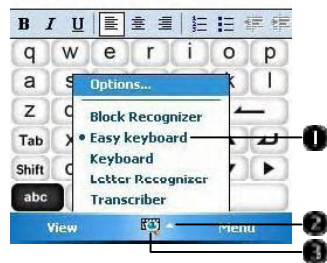 B I U
q w e r i o p
a s k l
Options...
z
Block Recognizer
Tab
Easy keyboard
1
Shift
Keyboard
Letter Recognizer
abc
Transcriber
View Menu
2
3